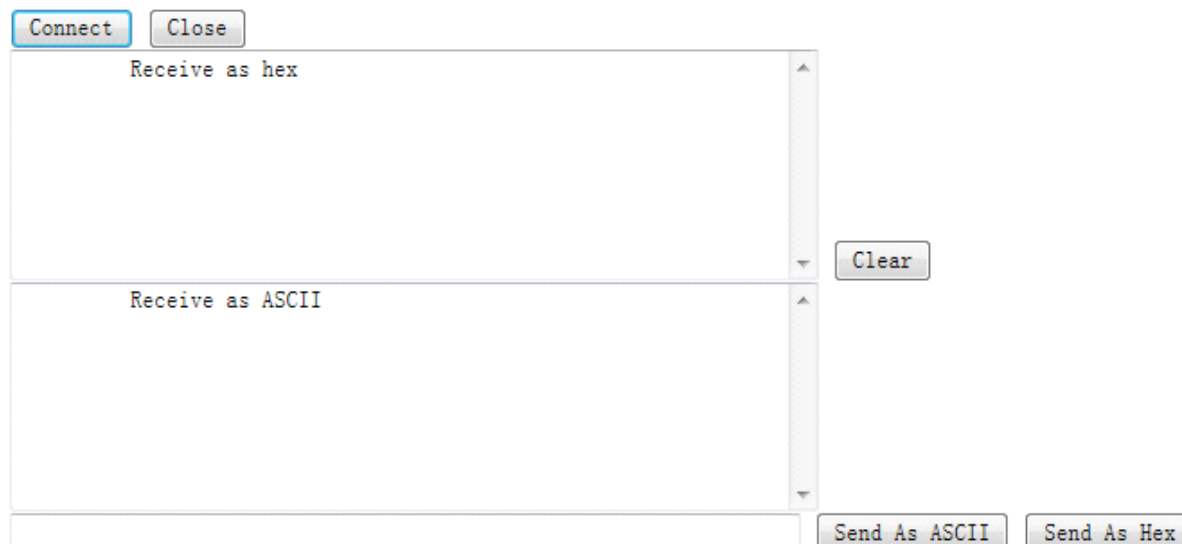 Connect Close
Receive as hex
Clear
Receive as ASCII
Send As ASCII Send As Hex